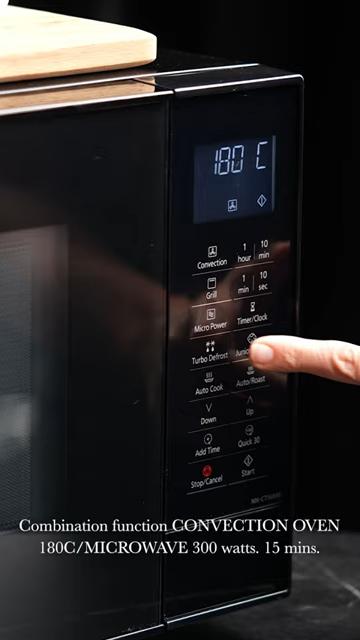 180 C
Convection
1 hour
10 min
Grill
1 min
10 sec
Micro Power
Timer/Clock
Turbo Defrost
Auto Cook
Auto/Roast
Down
Up
Add Time
Quick 30
Stop/Cancel
Start
Combination function CONVECTION OVEN
180C/MICROWAVE 300 watts. 15 mins.